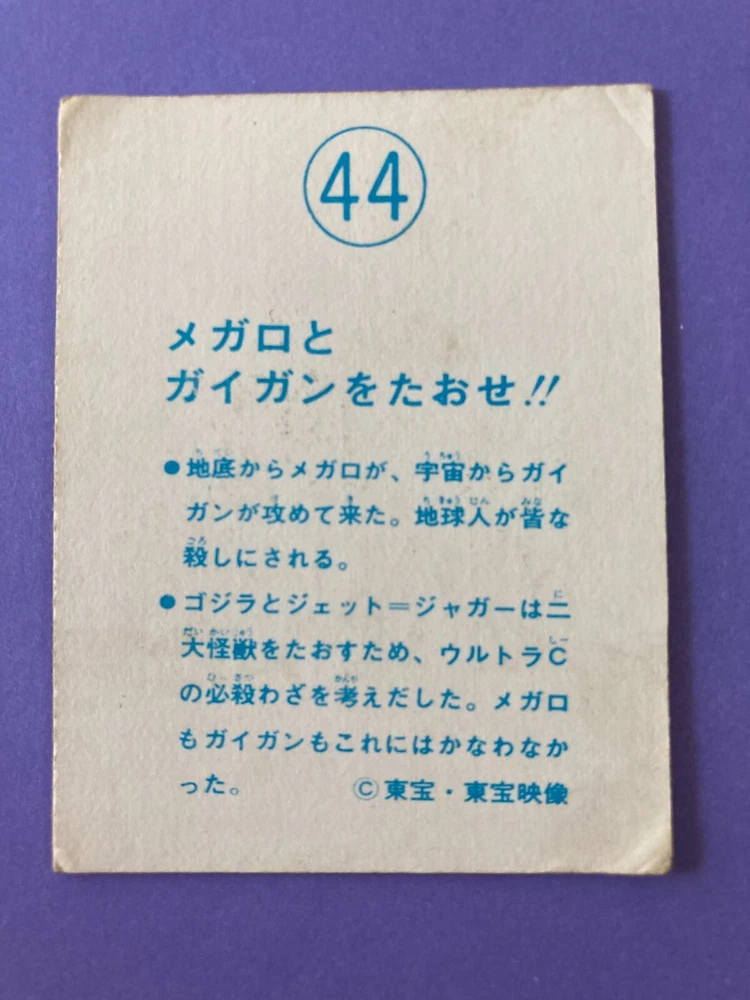 44
メガロと
ガイガンをたおせ!!
●地底からメガロが、宇宙からガイ
ガンが攻めて来た。地球人が皆な
殺しにされる。
●ゴジラとジェット＝ジャガーは二
大怪獣をたおすため、ウルトラC
の必殺わざを考えだした。メガロ
もガイガンもこれにはかなわなか
った。 ©東宝・東宝映像